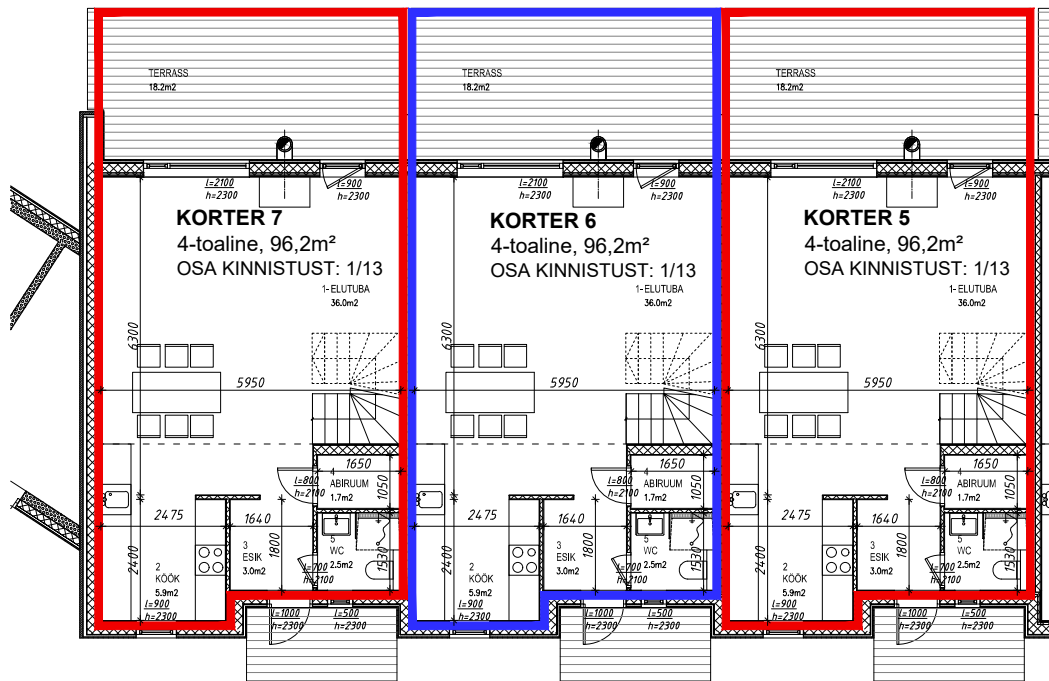 TERRASS
18.2m2
l=2100
h=2300
l=900
h=2300
KORTER 7
4-toaline, 96,2m²
OSA KINNISTUST: 1/13
1-ELUTUBA
36.0m2
6300
5950
1650
l=800
h=2100
4
ABIRUUM
1.7m2
1050
2475
1640
1800
2400
3
ESIK
3.0m2
5
WC
2.5m2
1530
l=700
h=2100
2
KÖÖK
5.9m2
l=900
h=2300
l=1000
h=2300
l=500
h=2300
TERRASS
18.2m2
l=2100
h=2300
l=900
h=2300
KORTER 6
4-toaline, 96,2m²
OSA KINNISTUST: 1/13
1-ELUTUBA
36.0m2
6300
5950
1650
l=800
h=2100
4
ABIRUUM
1.7m2
1050
2475
1640
1800
2400
3
ESIK
3.0m2
5
WC
2.5m2
1530
l=700
h=2100
2
KÖÖK
5.9m2
l=900
h=2300
l=1000
h=2300
l=500
h=2300
TERRASS
18.2m2
l=2100
h=2300
l=900
h=2300
KORTER 5
4-toaline, 96,2m²
OSA KINNISTUST: 1/13
1-ELUTUBA
36.0m2
6300
5950
1650
l=800
h=2100
4
ABIRUUM
1.7m2
1050
2475
1640
1800
2400
3
ESIK
3.0m2
5
WC
2.5m2
1530
l=700
h=2100
2
KÖÖK
5.9m2
l=900
h=2300
l=1000
h=2300
l=500
h=2300